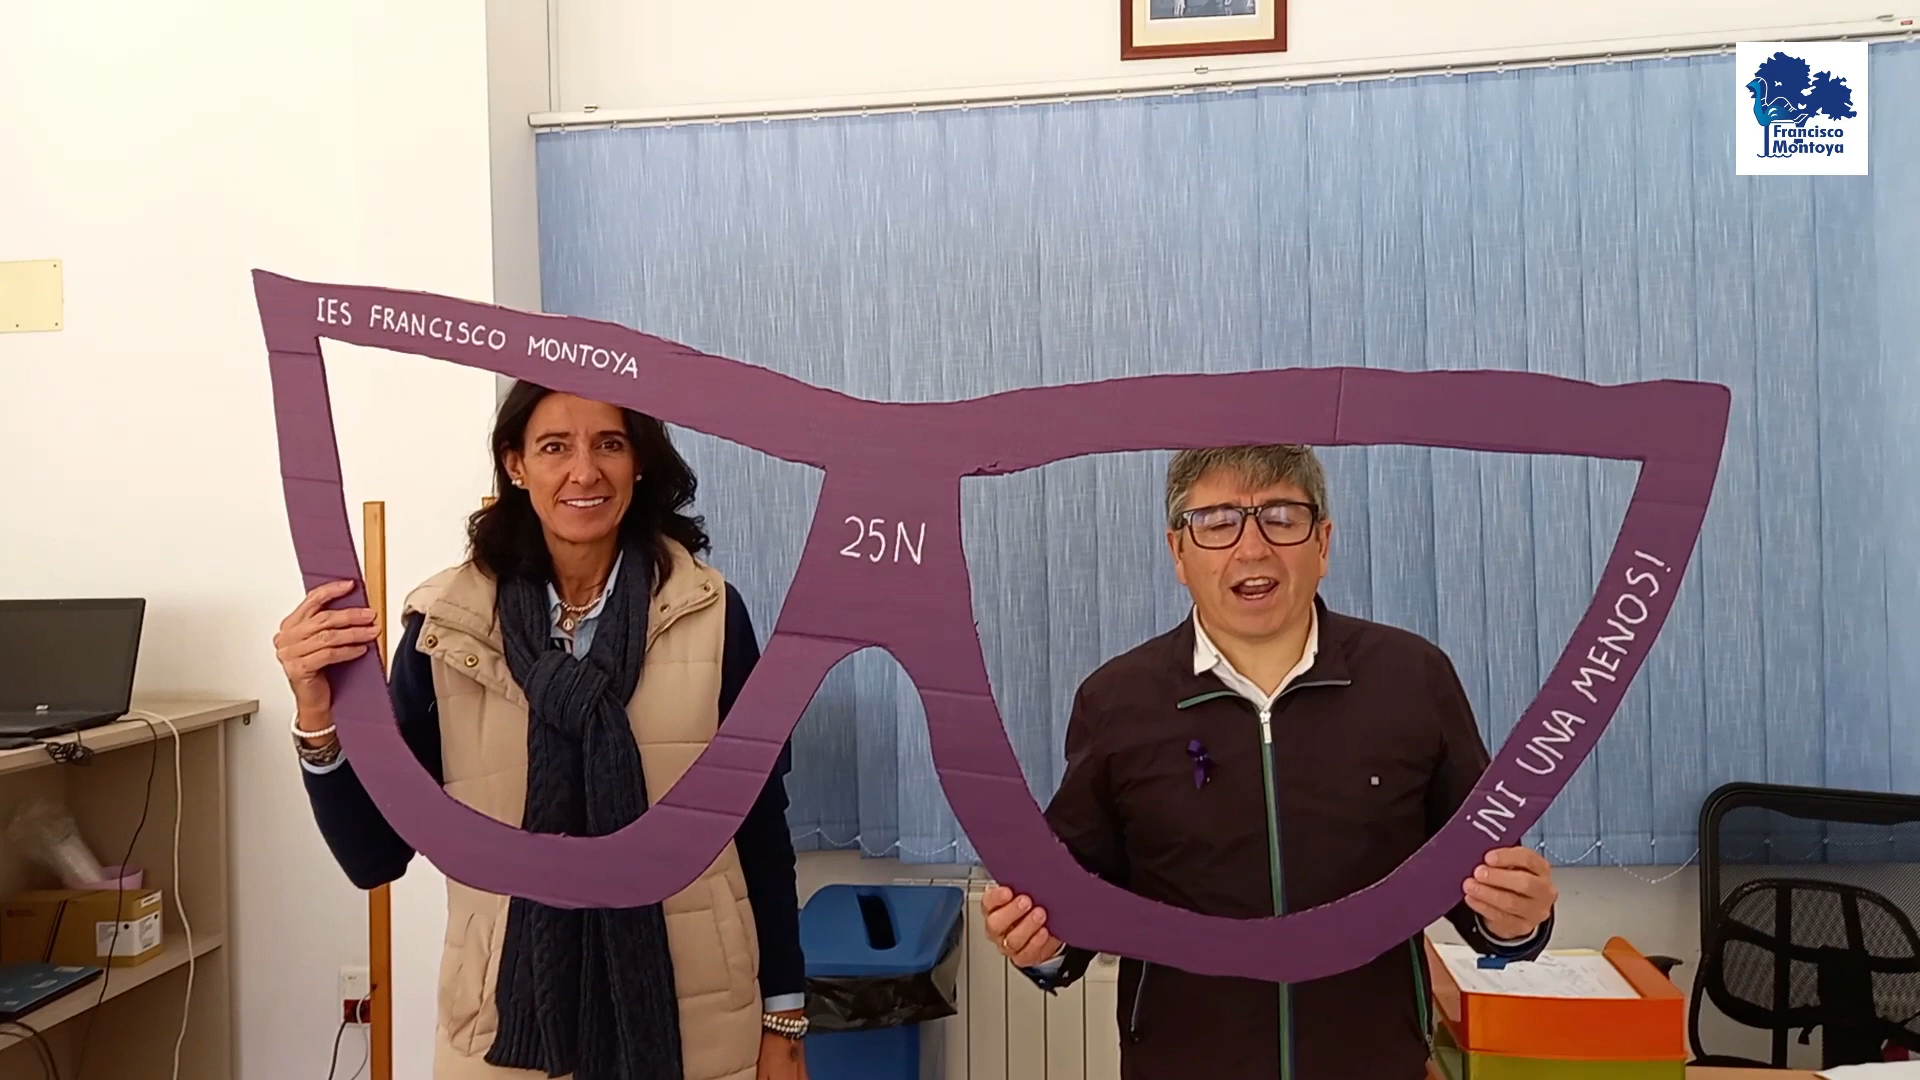 Francisco
Montoya
IES FRANCISCO MONTOYA
25N
¡NI UNA MENOS!